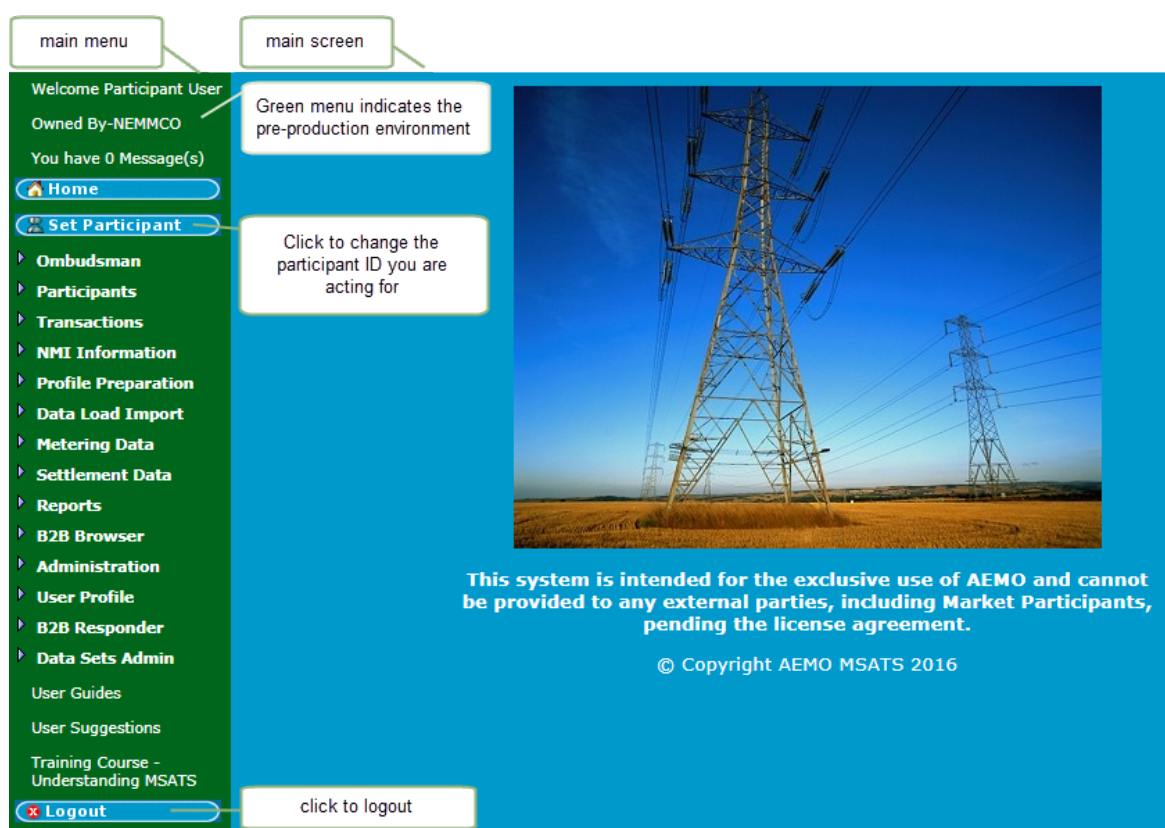 main menu
main screen
Welcome Participant User
Owned By-NEMMCO
You have 0 Message(s)
Home
Set Participant
Ombudsman
Participants
Transactions
NMI Information
Profile Preparation
Data Load Import
Metering Data
Settlement Data
Reports
B2B Browser
Administration
User Profile
B2B Responder
Data Sets Admin
User Guides
User Suggestions
Training Course -
Understanding MSATS
Logout
Green menu indicates the
pre-production environment
Click to change the
participant ID you are
acting for
click to logout
This system is intended for the exclusive use of AEMO and cannot
be provided to any external parties, including Market Participants,
pending the license agreement.
© Copyright AEMO MSATS 2016